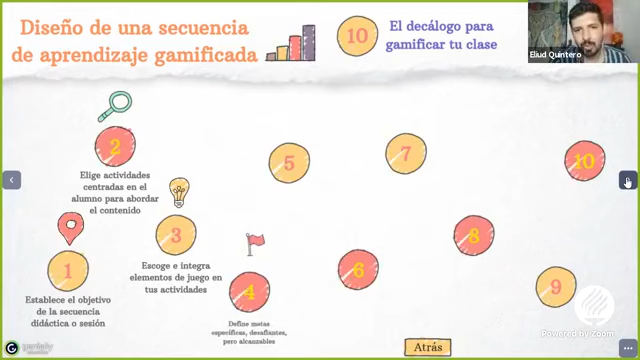 Diseño de una secuencia
de aprendizaje gamificada
10
El decálogo para
gamificar tu clase
Eliud Quintero
2
Elige actividades
centradas en el
alumno para abordar
el contenido
5
7
10
1
Establece el objetivo
de la secuencia
didáctica o sesión
3
Escoge e integra
elementos de juego en
tus actividades
4
Define metas
específicas, desafiantes,
pero alcanzables
6
8
9
Atrás
genially
Powered by Zoom